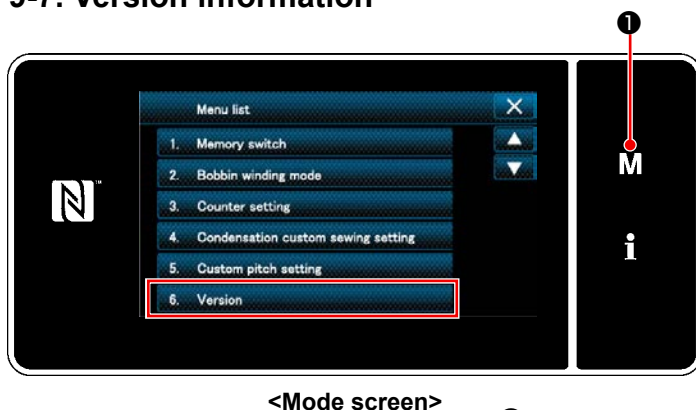 9-7. Version information
❶
Menu list
1. Memory switch
2. Bobbin winding mode
3. Counter setting
4. Condensation custom sewing setting
5. Custom pitch setting
6. Version
M
i
<Mode screen>